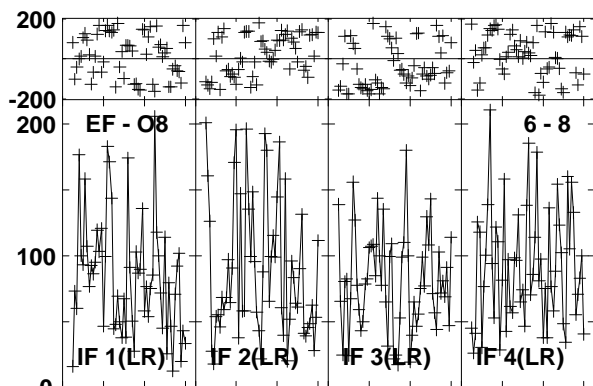 200
-200
200
EF - O8
6 - 8
100
IF 1(LR)
IF 2(LR)
IF 3(LR)
IF 4(LR)
0